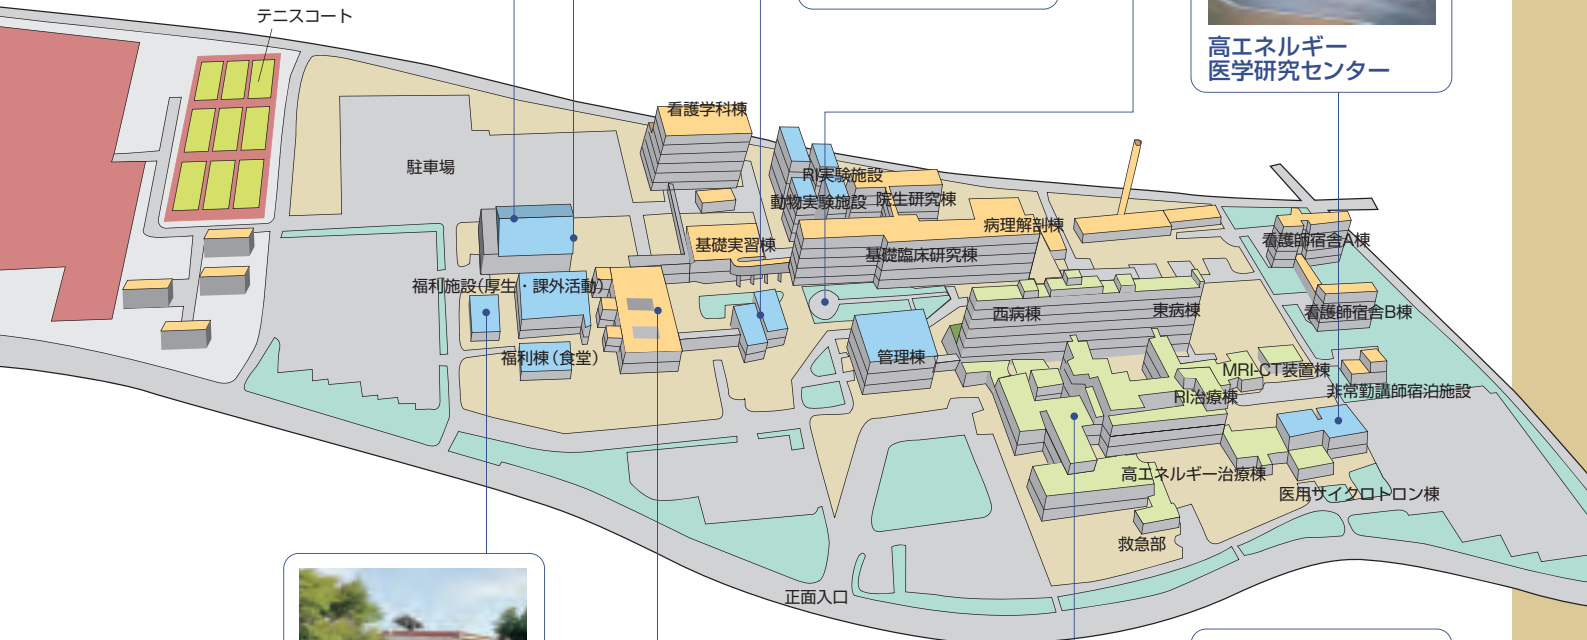 テニスコート
高エネルギー
医学研究センター
看護学科棟
駐車場
RI実験施設
動物実験施設
院生研究棟
病理解剖棟
基礎実習棟
基礎臨床研究棟
看護師宿舎A棟
福利施設(厚生・課外活動)
西病棟
東病棟
看護師宿舎B棟
福利棟(食堂)
管理棟
MRI-CT装置棟
RI治療棟
非常勤講師宿泊施設
高エネルギー治療棟
医用サイクロトロン棟
救急部
正面入口